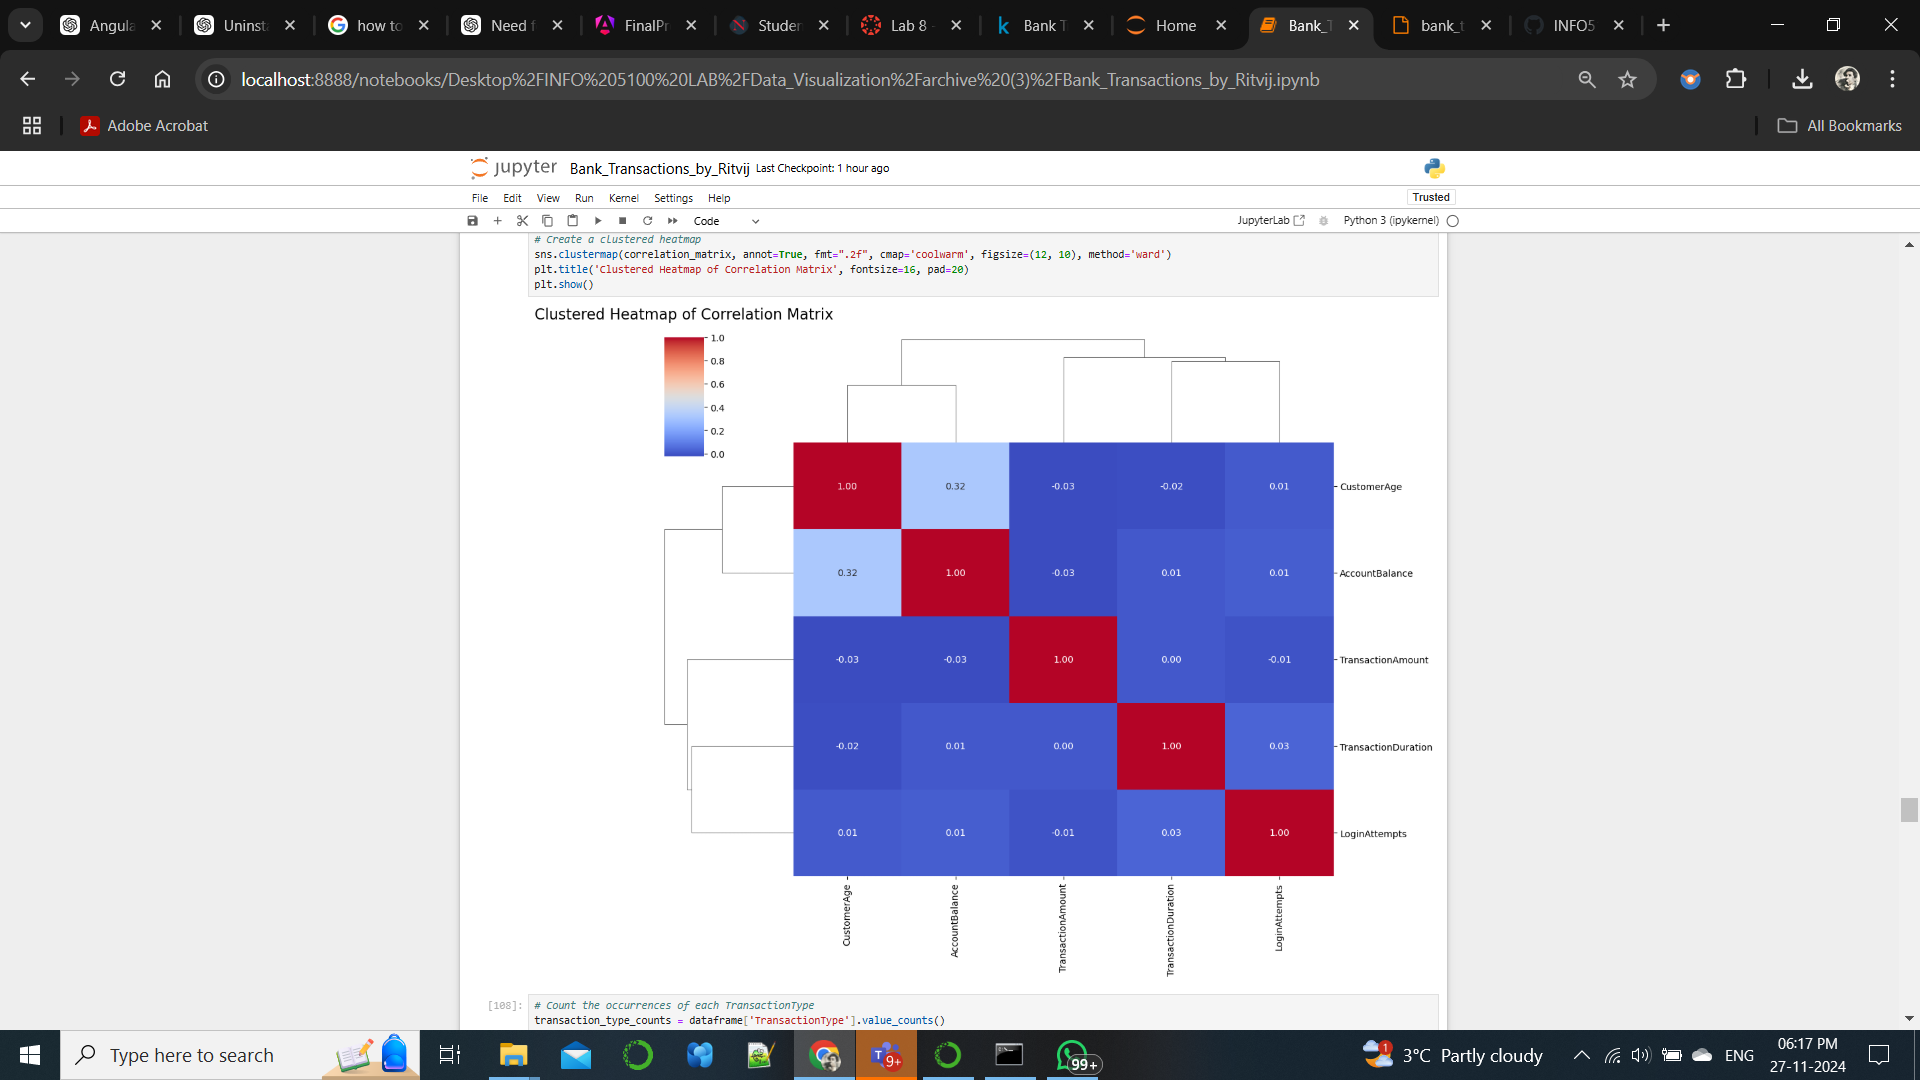 Angula
Uninsta
how to
Need f
FinalPr
Studen
Lab 8 -
Bank T
Home
Bank_T
bank_t
INFO5
localhost:8888/notebooks/Desktop%2FINFO%205100%20LAB%2FData_Visualization%2Farchive%20(3)%2FBank_Transactions_by_Ritvij.ipynb
Adobe Acrobat
All Bookmarks
jupyter Bank_Transactions_by_Ritvij Last Checkpoint: 1 hour ago
File Edit View Run Kernel Settings Help
Trusted
Code
JupyterLab
Python 3 (ipykernel)
# Create a clustered heatmap
sns.clustermap(correlation_matrix, annot=True, fmt=".2f", cmap='coolwarm', figsize=(12, 10), method='ward')
plt.title('Clustered Heatmap of Correlation Matrix', fontsize=16, pad=20)
plt.show()
Clustered Heatmap of Correlation Matrix
1.0
0.8
0.6
0.4
0.2
0.0
1.00 0.32 -0.03 -0.02 0.01 CustomerAge
0.32 1.00 -0.03 0.01 0.01 AccountBalance
-0.03 -0.03 1.00 0.00 -0.01 TransactionAmount
-0.02 0.01 0.00 1.00 0.03 TransactionDuration
0.01 0.01 -0.01 0.03 1.00 LoginAttempts
CustomerAge
AccountBalance
TransactionAmount
TransactionDuration
LoginAttempts
[108]:
# Count the occurrences of each TransactionType
transaction_type_counts = dataframe['TransactionType'].value_counts()
Type here to search
9+
99+
1
3°C Partly cloudy
ENG
06:17 PM
27-11-2024